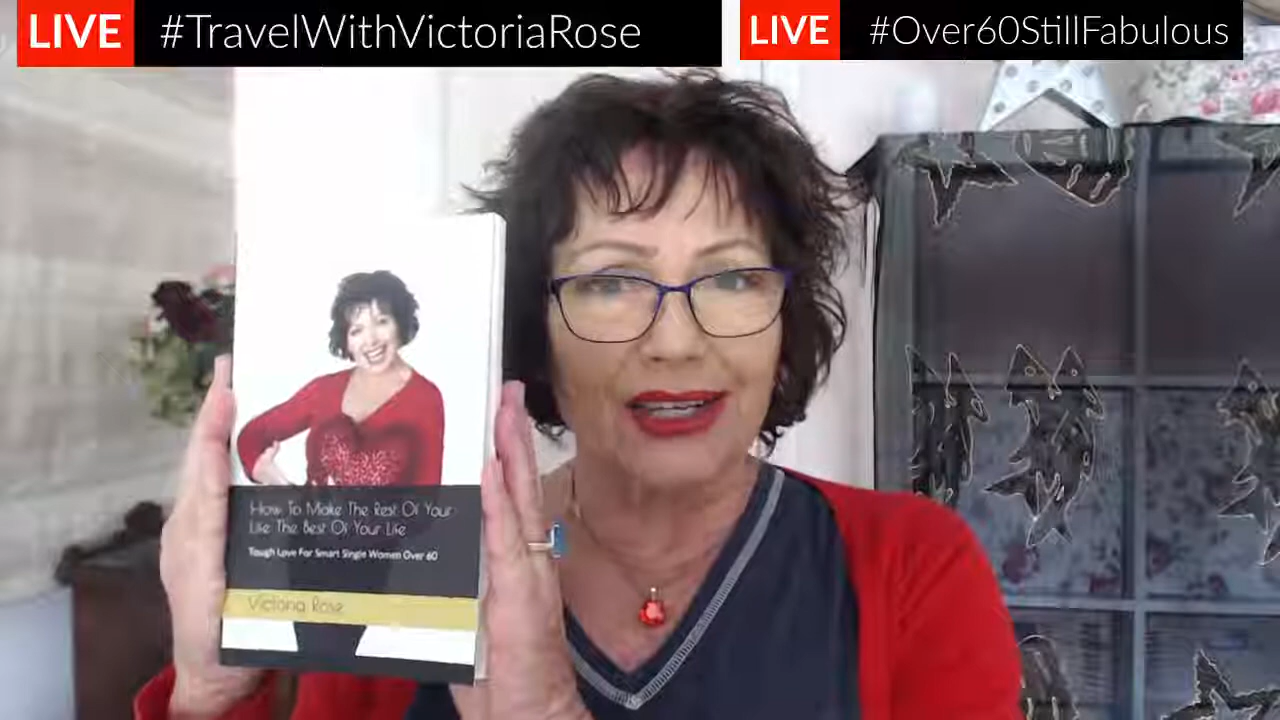 LIVE #TravelWithVictoriaRose
LIVE #Over60StillFabulous
How To Make The Rest Of Your
Life The Best Of Your Life
Tough Love For Smart Single Women Over 60
Victoria Rose